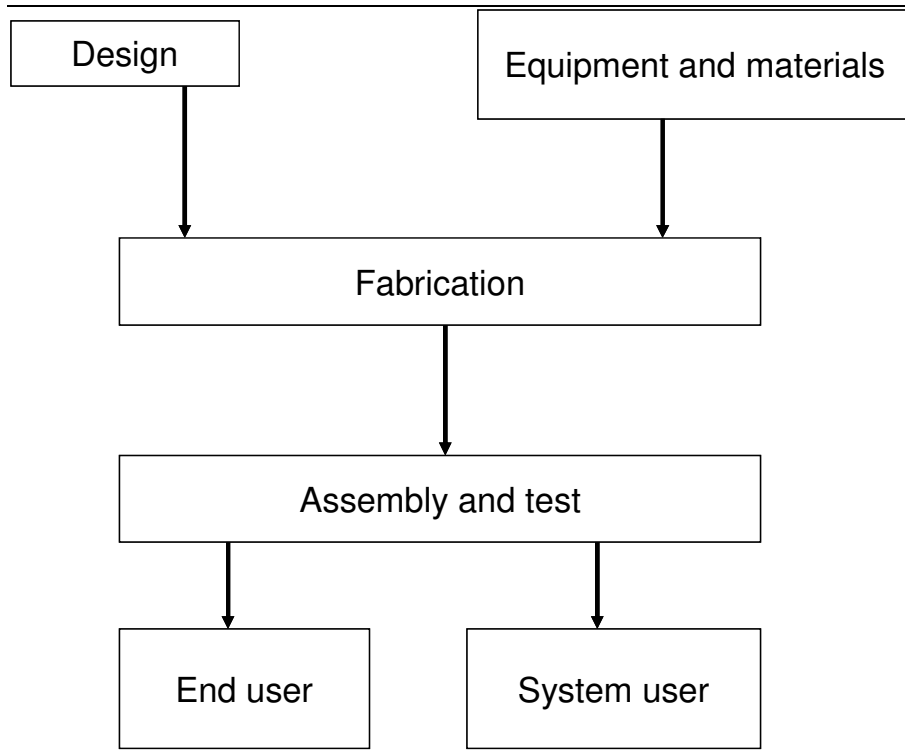 Design
Equipment and materials
Fabrication
Assembly and test
End user
System user